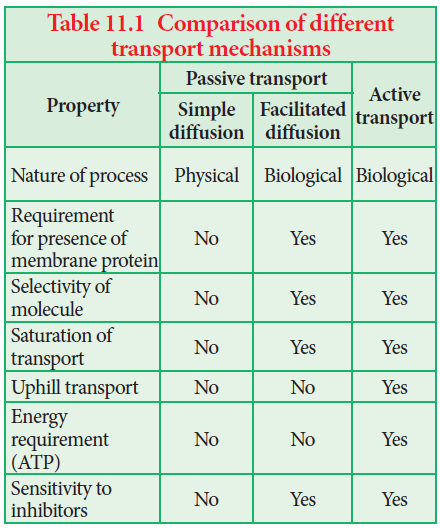 Table 11.1 Comparison of different
transport mechanisms
Property
Passive transport
Active
transport
Simple
diffusion
Facilitated
diffusion
Nature of process Physical Biological Biological
Requirement
for presence of
membrane protein
No Yes Yes
Selectivity of
molecule
No Yes Yes
Saturation of
transport
No Yes Yes
Uphill transport No No Yes
Energy
requirement
(ATP)
No No Yes
Sensitivity to
inhibitors
No Yes Yes